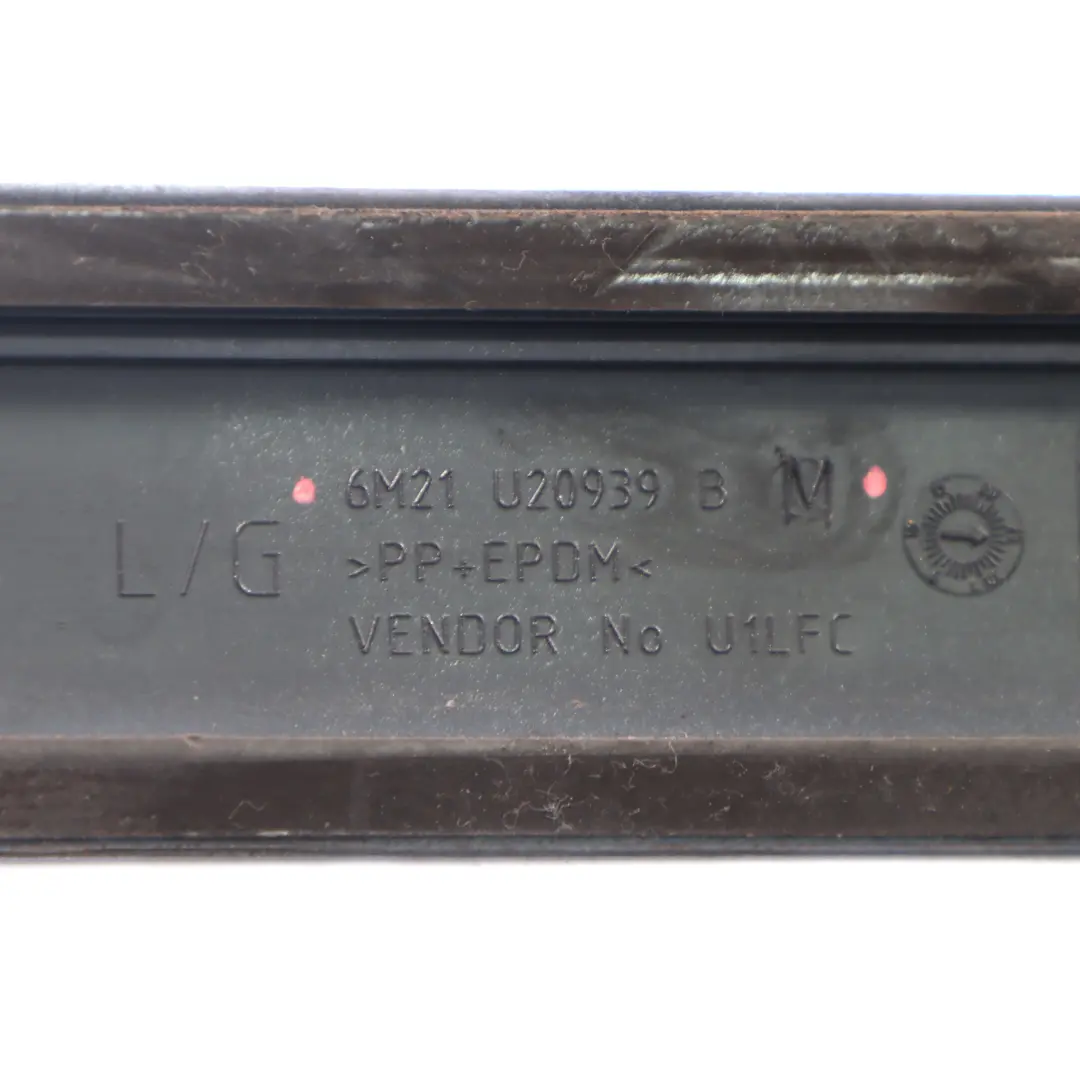 6M21 U20939 B M
L/G
>PP+EPDM<
VENDOR No U1LFC